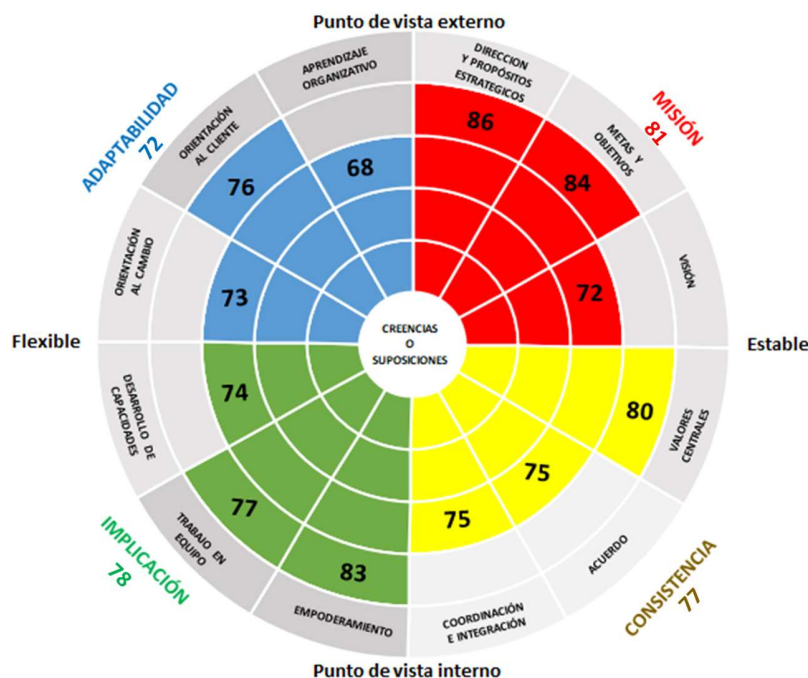 Punto de vista externo
APRENDIZAJE
ORGANIZATIVO
DIRECCION
Y PROPÓSITOS
ESTRATEGICOS
ADAPTABILIDAD
72
ORIENTACIÓN
AL CLIENTE
METAS Y
OBJETIVOS
MISIÓN
81
86
84
76
68
ORIENTACIÓN
AL CAMBIO
73
72
VISIÓN
Flexible
CREENCIAS
O
SUPOSICIONES
Estable
DESARROLLO DE
CAPACIDADES
74
80
VALORES
CENTRALES
77
75
75
83
TRABAJO EN
EQUIPO
ACUERDO
IMPLICACIÓN
78
EMPODERAMIENTO
COORDINACIÓN
E INTEGRACIÓN
CONSISTENCIA
77
Punto de vista interno